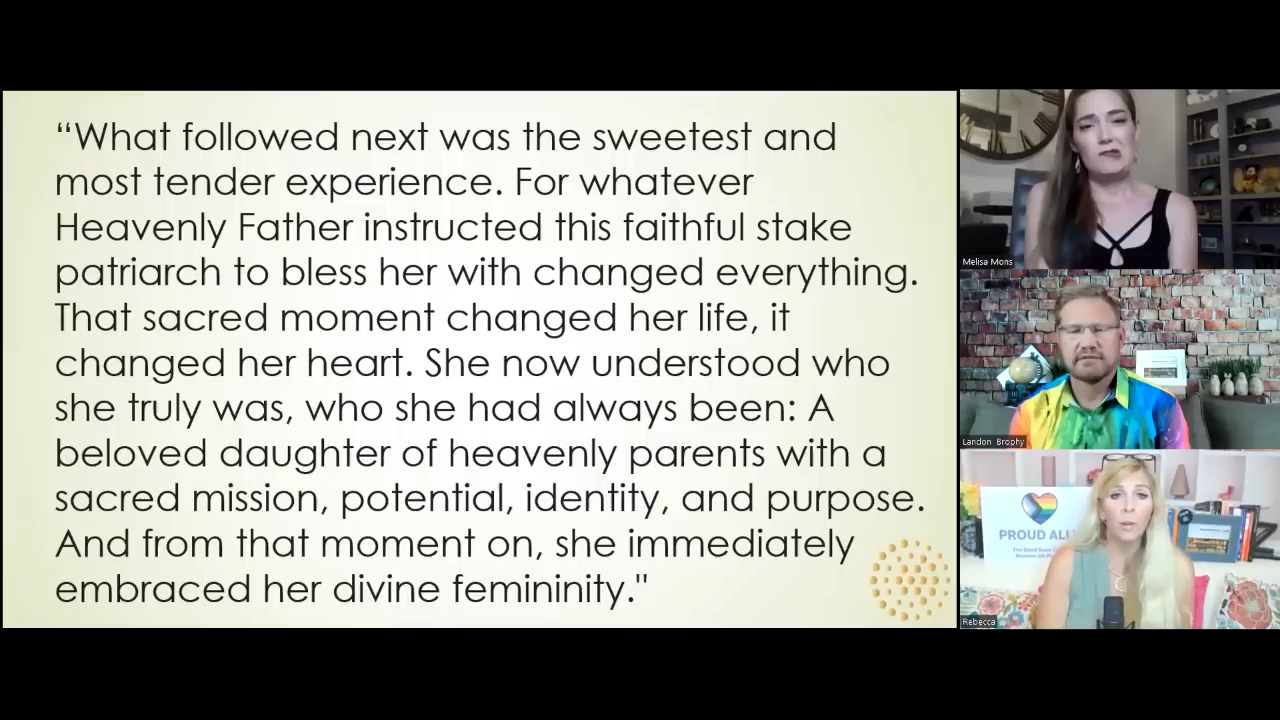 “What followed next was the sweetest and
most tender experience. For whatever
Heavenly Father instructed this faithful stake
patriarch to bless her with changed everything.
That sacred moment changed her life, it
changed her heart. She now understood who
she truly was, who she had always been: A
beloved daughter of heavenly parents with a
sacred mission, potential, identity, and purpose.
And from that moment on, she immediately
embraced her divine femininity."
Melisa Mons
Landon Brophy
PROUD ALLY
Rebecca